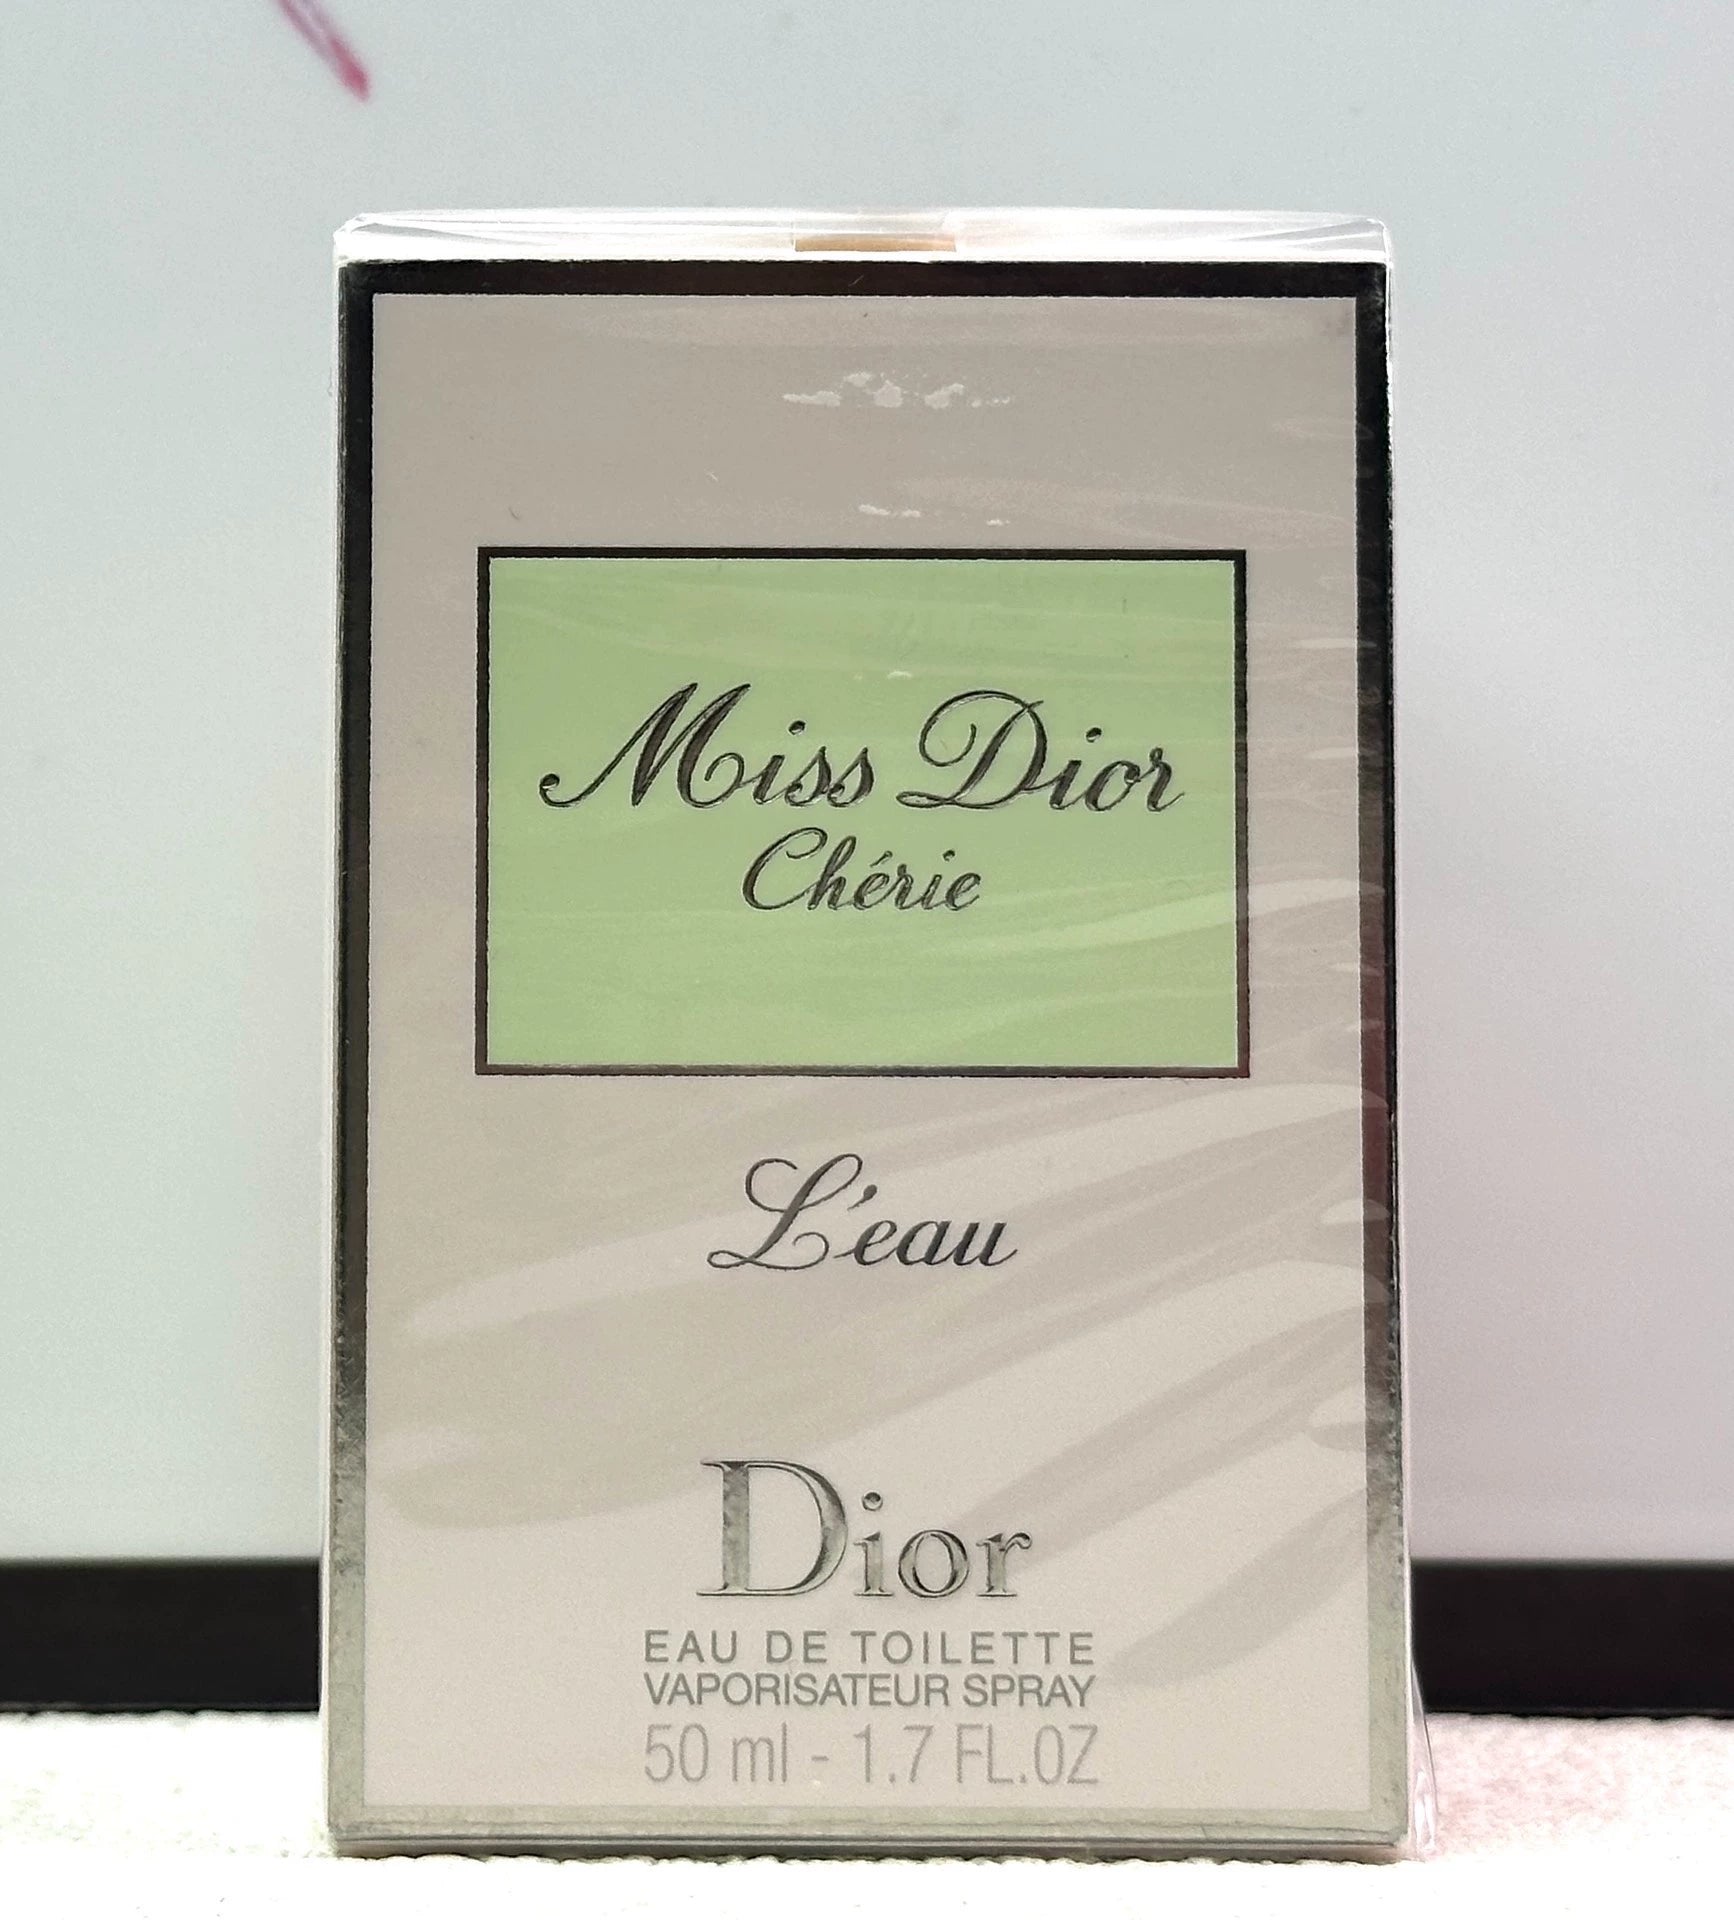 Miss Dior
Chérie
L'eau
Dior
EAU DE TOILETTE
VAPORISATEUR SPRAY
50 ml - 1.7 FL.OZ